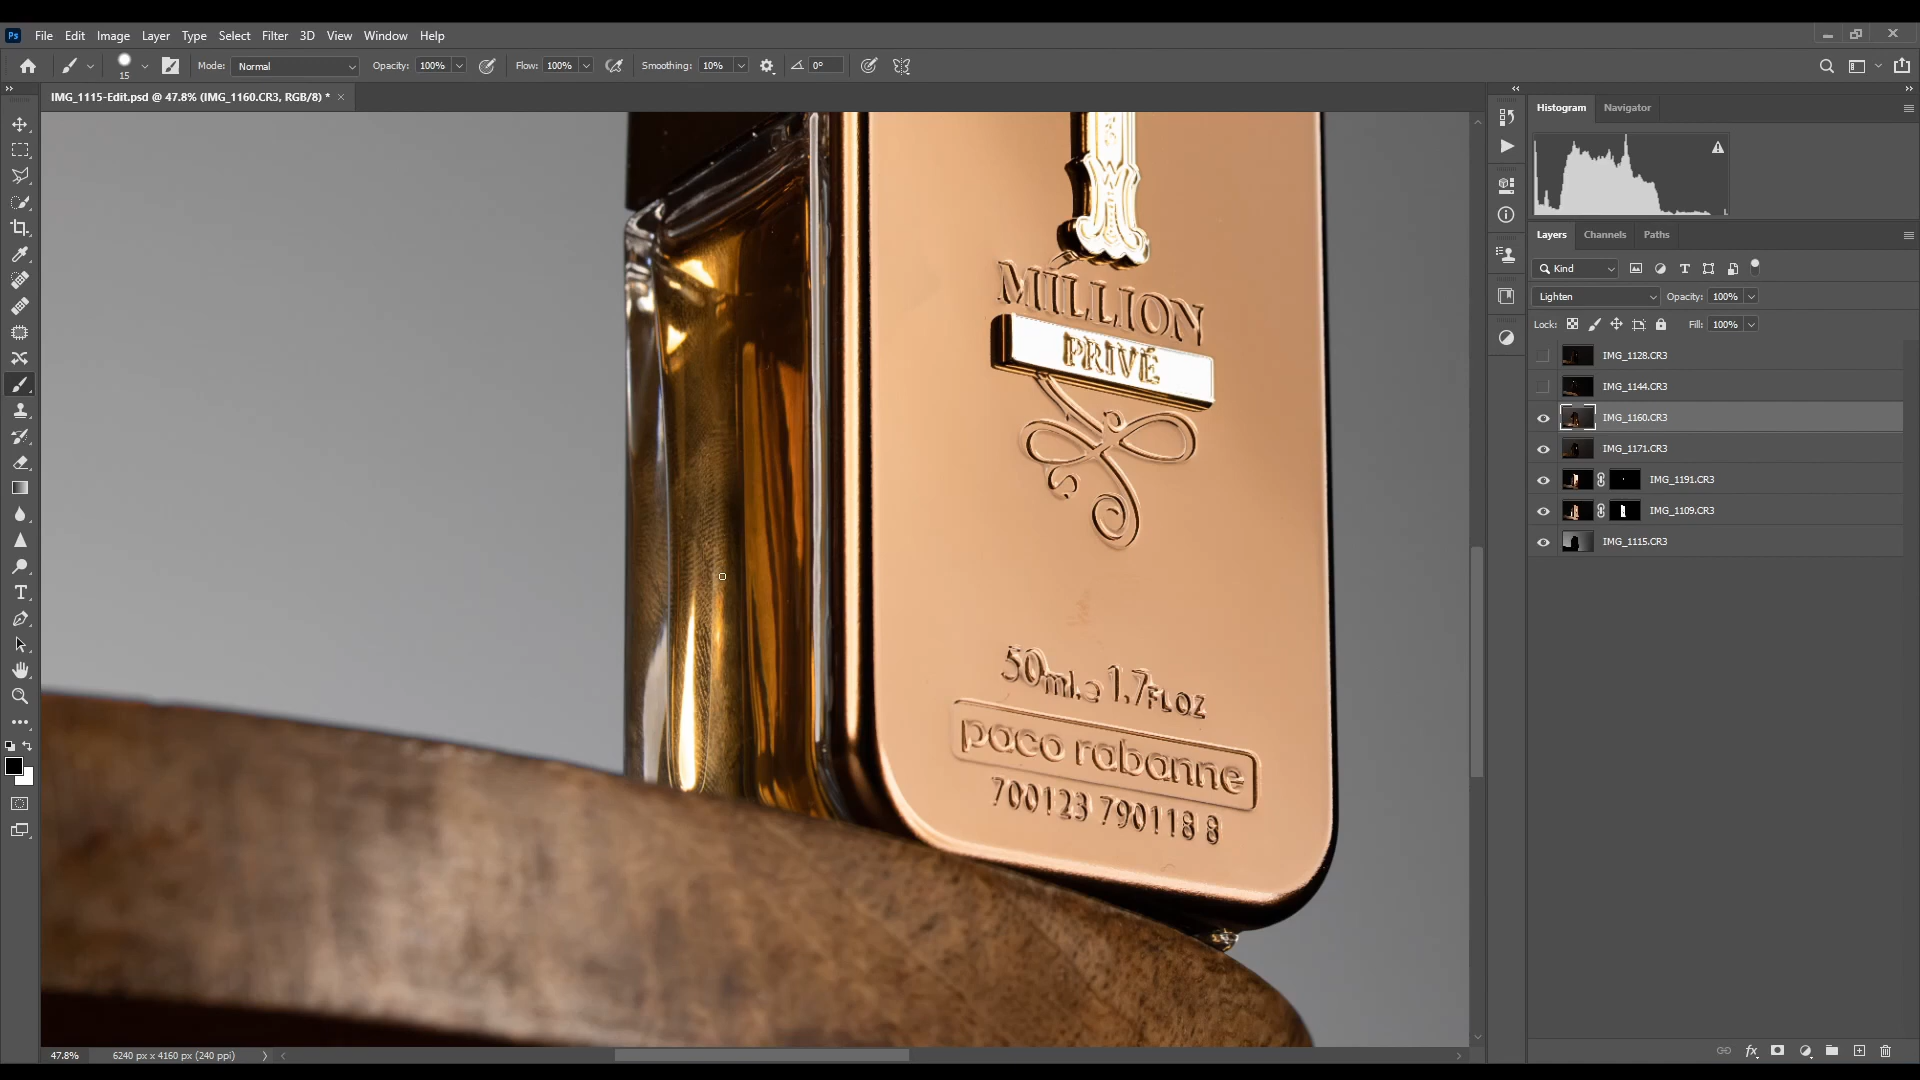 Ps File Edit Image Layer Type Select Filter 3D View Window Help
15 Mode: Normal Opacity: 100% Flow: 100% Smoothing: 10% 0°
IMG_1115-Edit.psd @ 47.8% (IMG_1160.CR3, RGB/8) * ×
Histogram Navigator
Layers Channels Paths
Kind
Lighten Opacity: 100%
Lock: Fill: 100%
IMG_1128.CR3
IMG_1144.CR3
IMG_1160.CR3
IMG_1171.CR3
IMG_1191.CR3
IMG_1109.CR3
IMG_1115.CR3
MILLION
PRIVÉ
50ml.e 1.7FL OZ
paco rabanne
700123 790118 8
47.8% 6240 px x 4160 px (240 ppi)